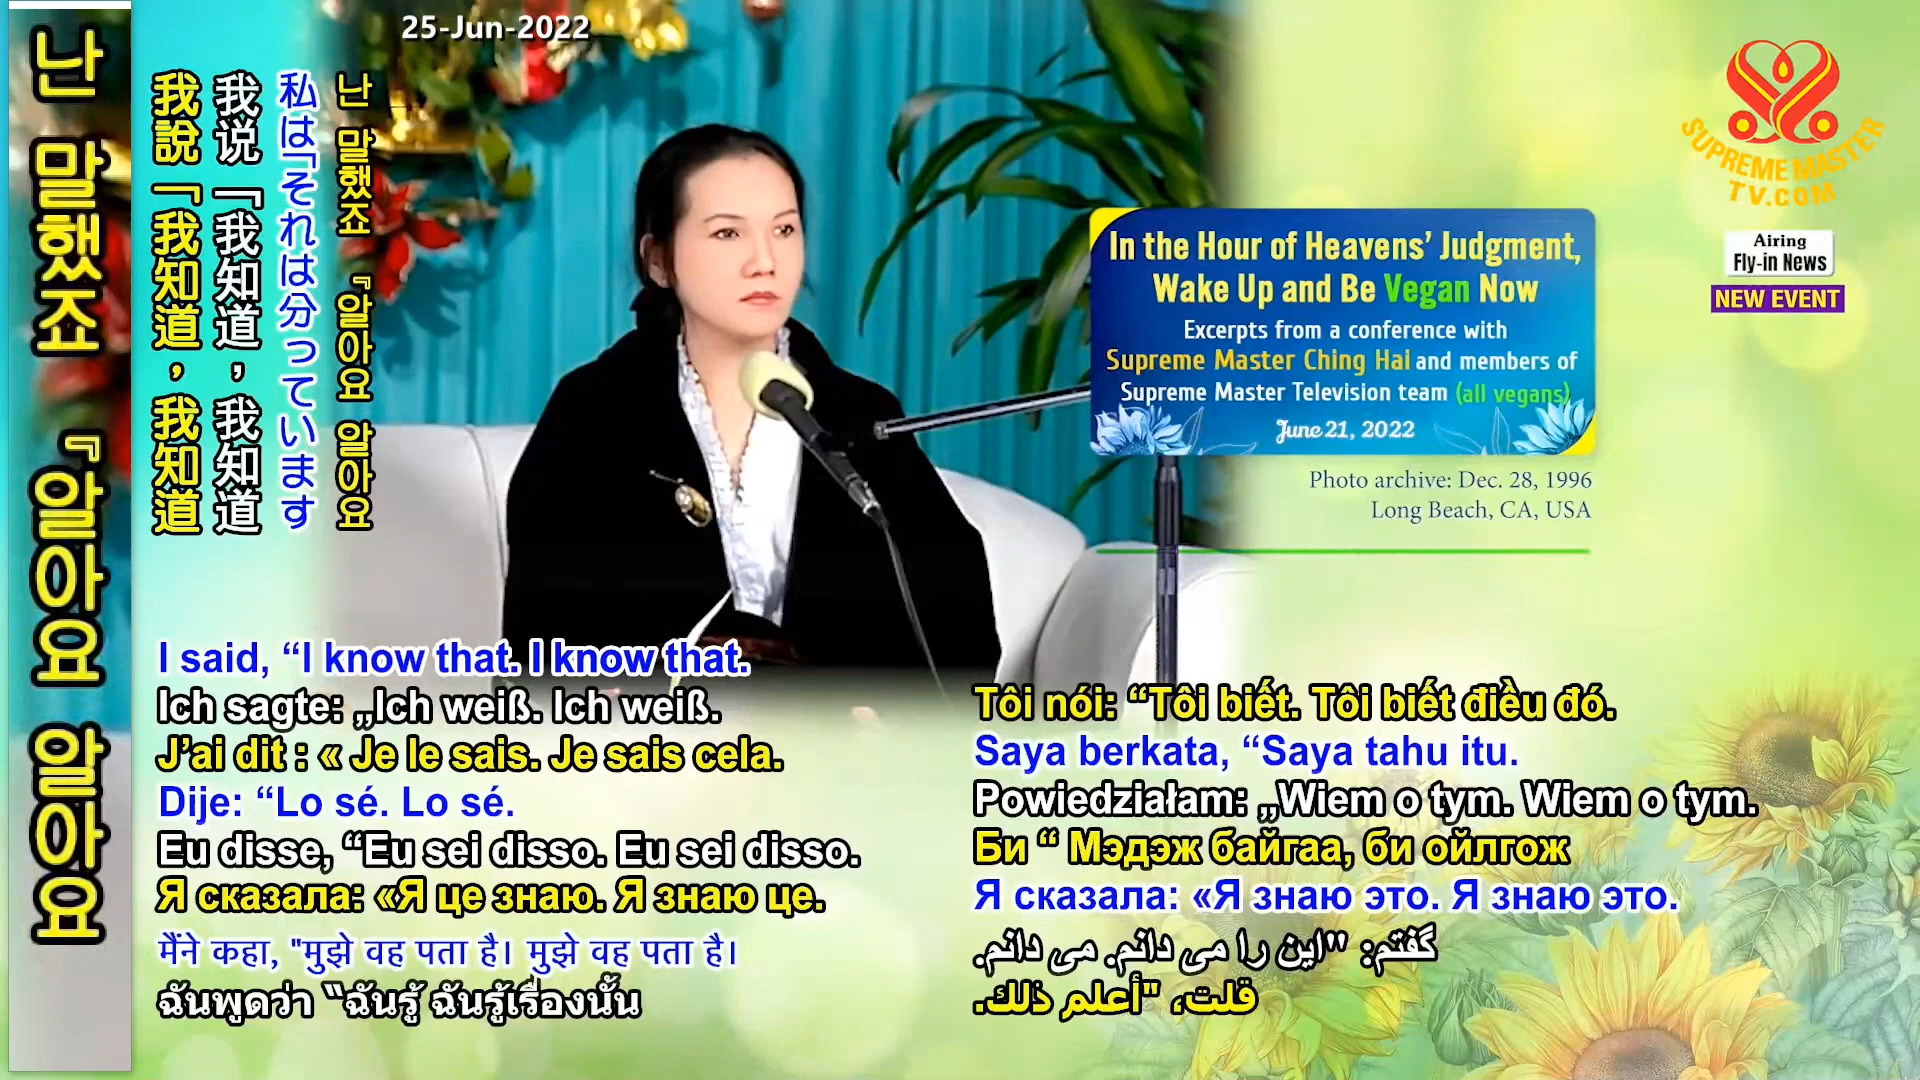 25-Jun-2022
난 말했죠 『알아요 알아요
我說「我知道，我知道
我说「我知道，我知道
私は「それは分っています
난 말했죠 『알아요 알아요
SUPREME MASTER
TV.COM
Airing
Fly-in News
NEW EVENT
In the Hour of Heavens’ Judgment,
Wake Up and Be Vegan Now
Excerpts from a conference with
Supreme Master Ching Hai and members of
Supreme Master Television team (all vegans)
June 21, 2022
Photo archive: Dec. 28, 1996
Long Beach, CA, USA
I said, “I know that. I know that.
Ich sagte: „Ich weiß. Ich weiß.
J’ai dit : « Je le sais. Je sais cela.
Dije: “Lo sé. Lo sé.
Eu disse, “Eu sei disso. Eu sei disso.
Я сказала: «Я це знаю. Я знаю це.
मैंने कहा, "मुझे वह पता है। मुझे वह पता है।
ฉันพูดว่า “ฉันรู้ ฉันรู้เรื่องนั้น
Tôi nói: “Tôi biết. Tôi biết điều đó.
Saya berkata, “Saya tahu itu.
Powiedziałam: „Wiem o tym. Wiem o tym.
Би “ Мэдэж байгаа, би ойлгож
Я сказала: «Я знаю это. Я знаю это.
گفتم: "این را می دانم. می دانم.
قلت، "أعلم ذلك.